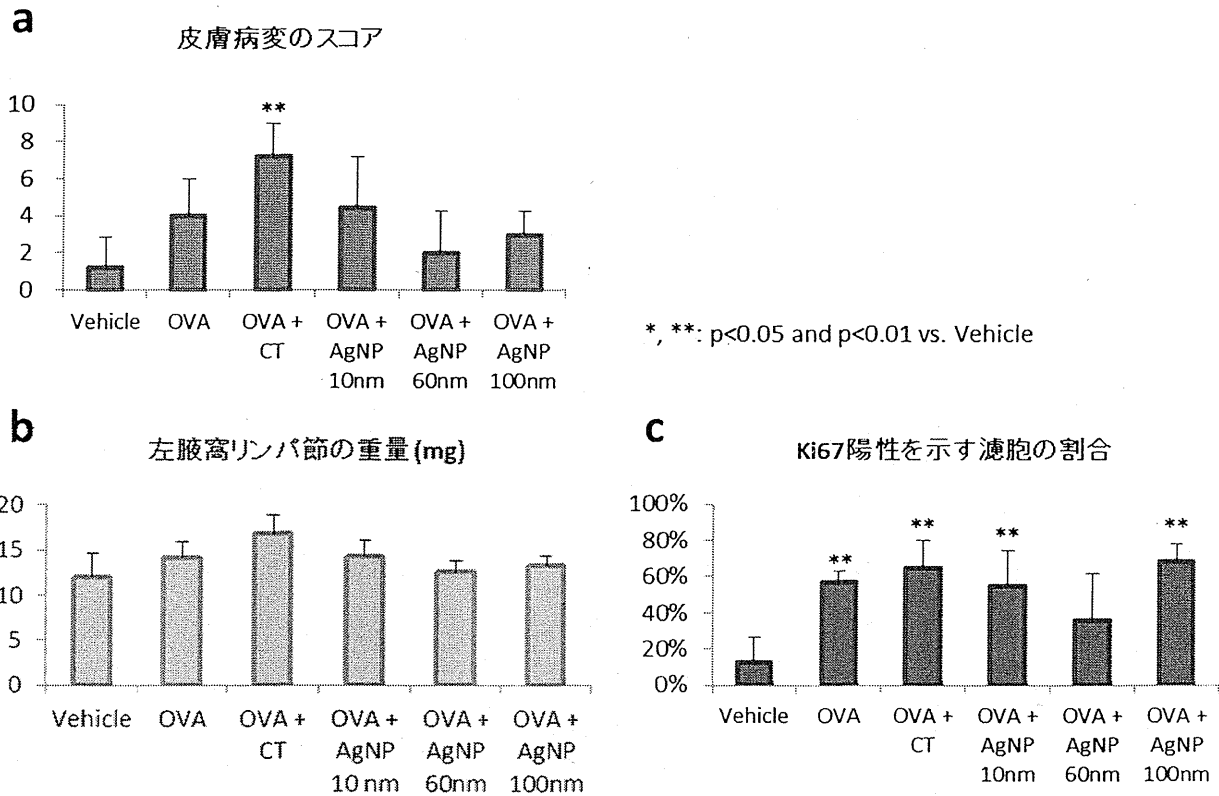 a
皮膚病変のスコア
10
8
6
4
2
0
**
Vehicle OVA OVA + OVA + OVA + OVA +
CT AgNP AgNP AgNP
10nm 60nm 100nm
*, **: p<0.05 and p<0.01 vs. Vehicle
b
左腋窩リンパ節の重量(mg)
20
15
10
5
0
Vehicle OVA OVA + OVA + OVA + OVA +
CT AgNP AgNP AgNP
10 nm 60nm 100nm
c
Ki67陽性を示す濾胞の割合
100%
80%
60%
40%
20%
0%
** ** ** **
Vehicle OVA OVA + OVA + OVA + OVA +
CT AgNP AgNP AgNP
10nm 60nm 100nm